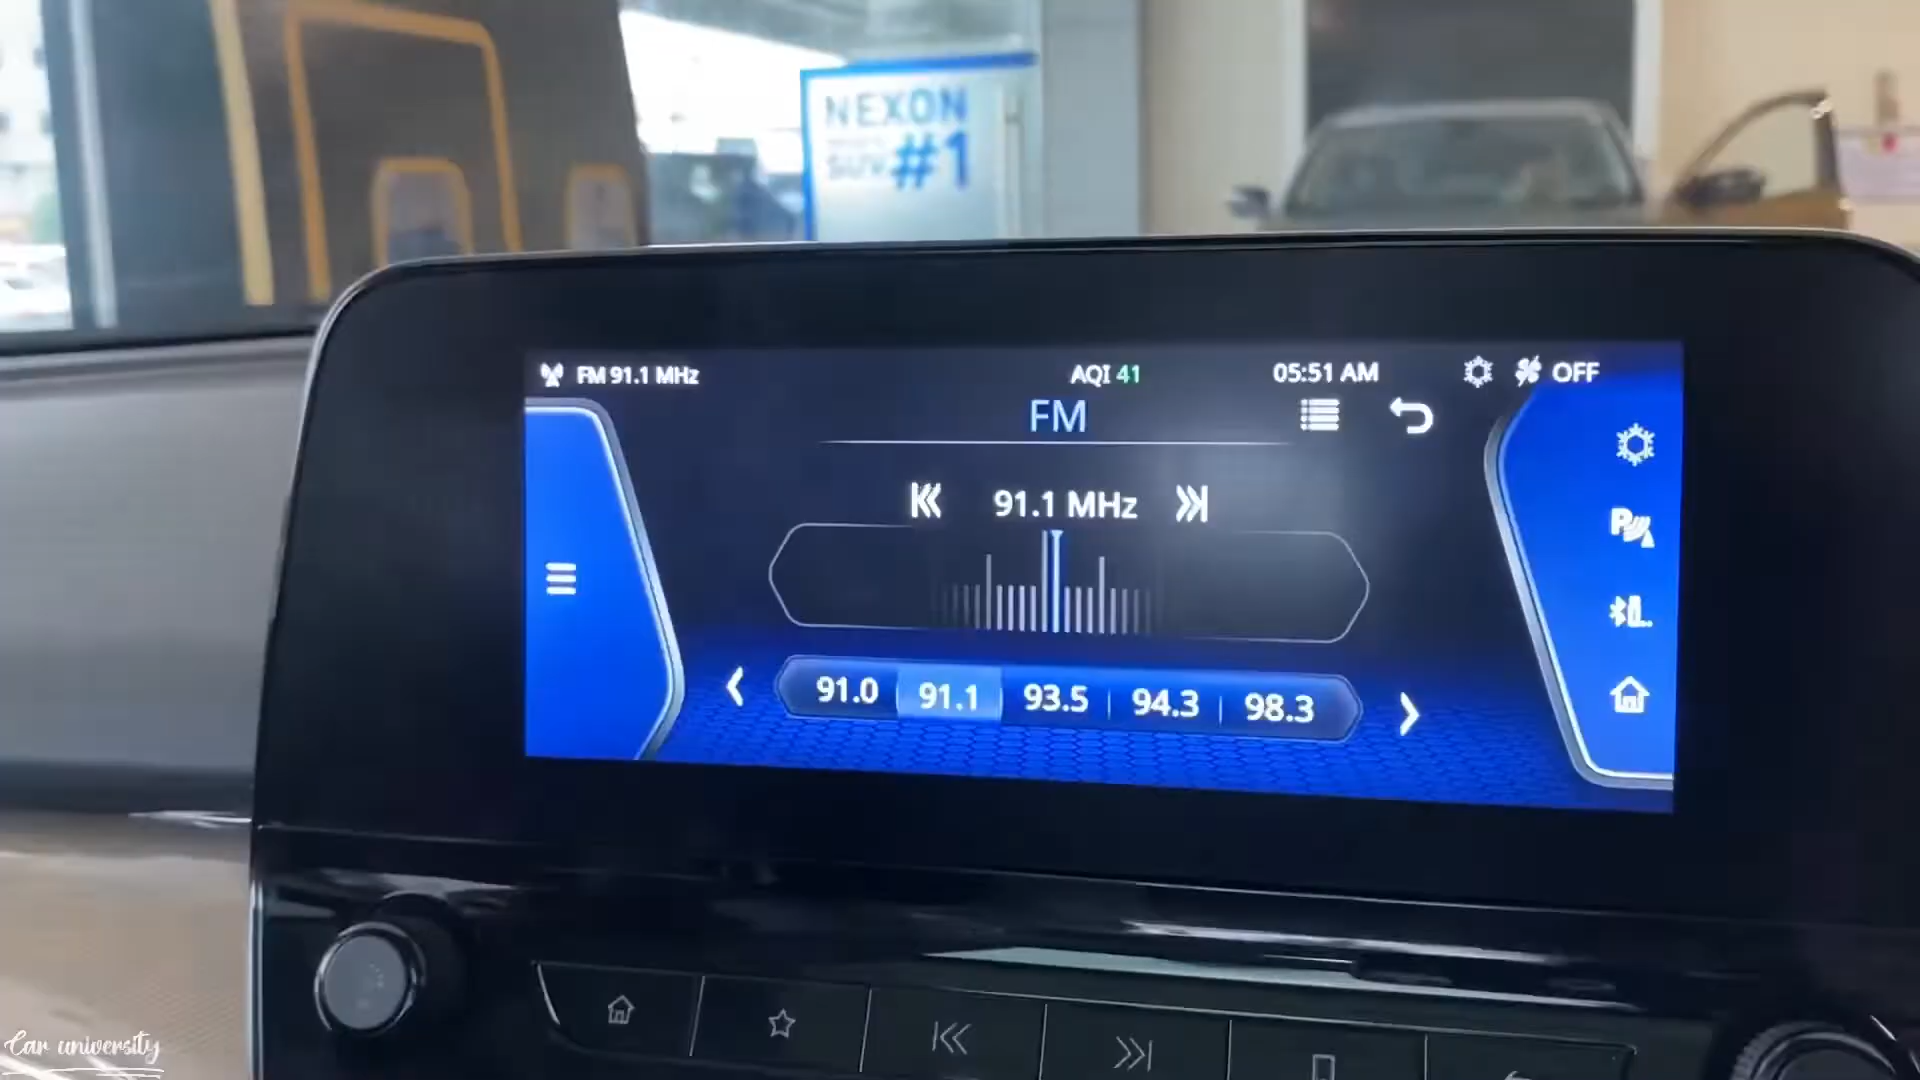 NEXON
SUV #1
FM 91.1 MHz
AQI 41
05:51 AM
OFF
FM
91.1 MHz
91.0 91.1 93.5 94.3 98.3
Car university